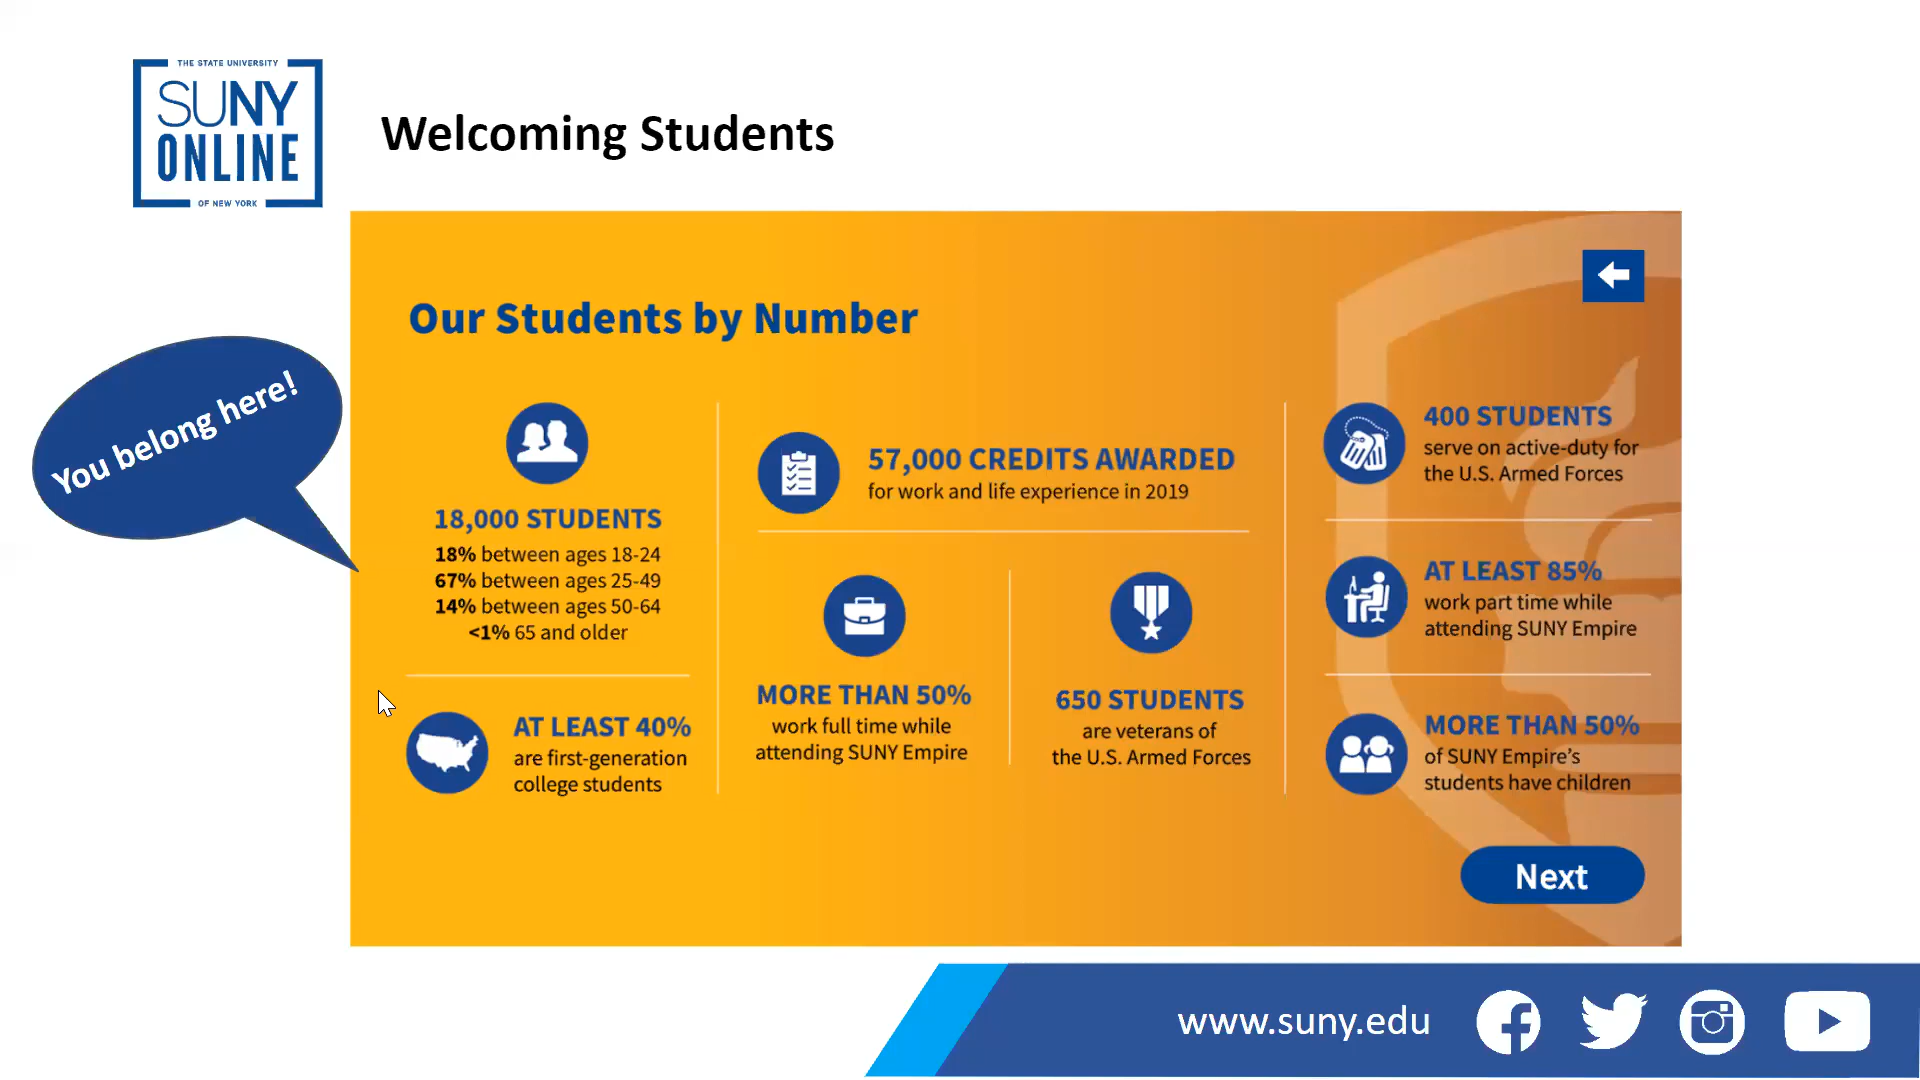 THE STATE UNIVERSITY
SUNY
ONLINE
OF NEW YORK
Welcoming Students
You belong here!
Our Students by Number
18,000 STUDENTS
18% between ages 18-24
67% between ages 25-49
14% between ages 50-64
<1% 65 and older
AT LEAST 40%
are first-generation
college students
57,000 CREDITS AWARDED
for work and life experience in 2019
MORE THAN 50%
work full time while
attending SUNY Empire
650 STUDENTS
are veterans of
the U.S. Armed Forces
400 STUDENTS
serve on active-duty for
the U.S. Armed Forces
AT LEAST 85%
work part time while
attending SUNY Empire
MORE THAN 50%
of SUNY Empire's
students have children
Next
www.suny.edu